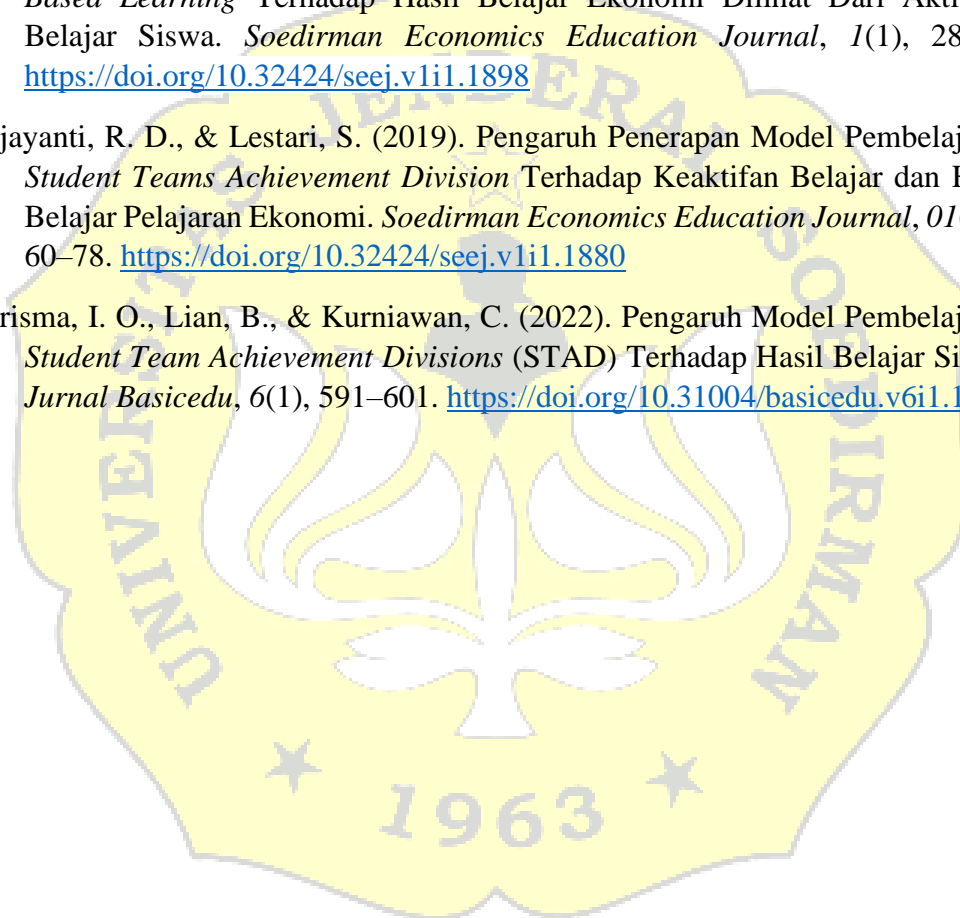 Based Learning Terhadap Hasil Belajar Ekonomi Dilihat Dari Akti
Belajar Siswa. Soedirman Economics Education Journal, 1(1), 28
https://doi.org/10.32424/seej.v1i1.1898
jayanti, R. D., & Lestari, S. (2019). Pengaruh Penerapan Model Pembelaj
Student Teams Achievement Division Terhadap Keaktifan Belajar dan H
Belajar Pelajaran Ekonomi. Soedirman Economics Education Journal, 01(
60–78. https://doi.org/10.32424/seej.v1i1.1880
risma, I. O., Lian, B., & Kurniawan, C. (2022). Pengaruh Model Pembelaj
Student Team Achievement Divisions (STAD) Terhadap Hasil Belajar Si
Jurnal Basicedu, 6(1), 591–601. https://doi.org/10.31004/basicedu.v6i1.1
UNIVERSITAS JENDERAL SOEDIRMAN
1963